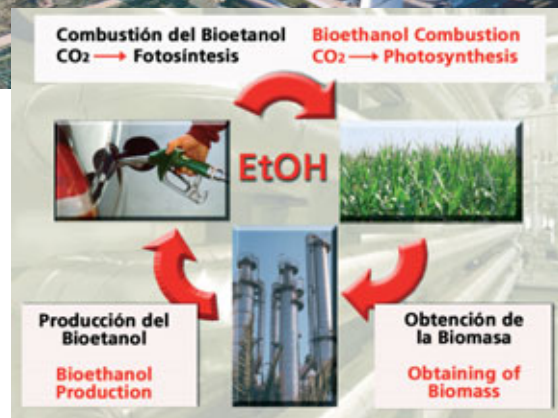 Combustión del Bioetanol
CO₂ → Fotosíntesis
Bioethanol Combustion
CO₂ → Photosynthesis
EtOH
Producción del
Bioetanol
Bioethanol
Production
Obtención de
la Biomasa
Obtaining of
Biomass